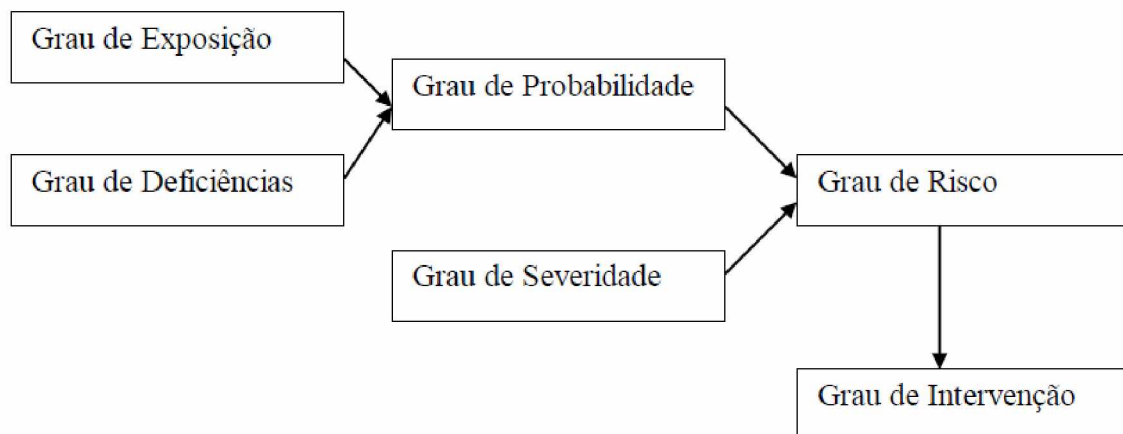 Grau de Exposição
Grau de Probabilidade
Grau de Deficiências
Grau de Risco
Grau de Severidade
Grau de Intervenção